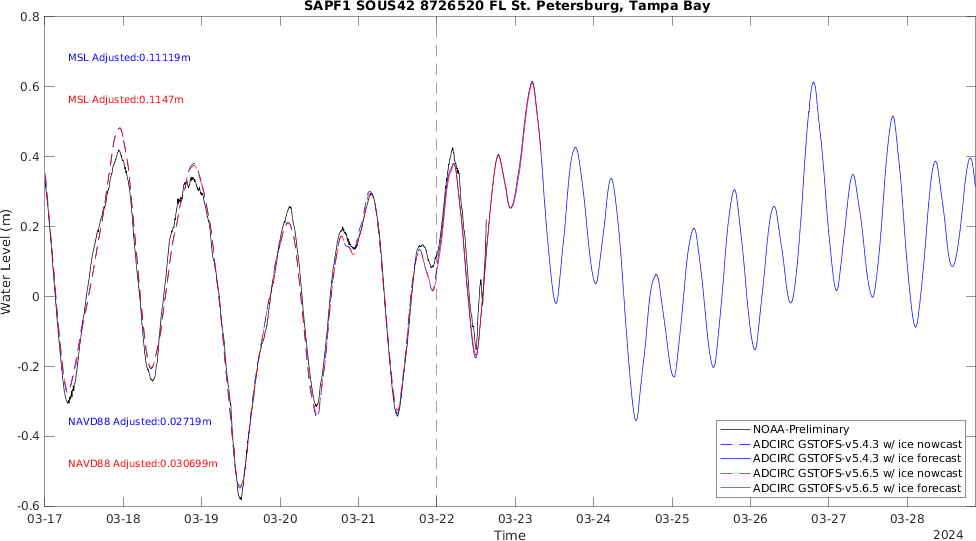 SAPF1 SOUS42 8726520 FL St. Petersburg, Tampa Bay
0.8
0.6
0.4
0.2
0
-0.2
-0.4
-0.6
Water Level (m)
MSL Adjusted:0.11119m
MSL Adjusted:0.1147m
NAVD88 Adjusted:0.02719m
NAVD88 Adjusted:0.030699m
NOAA-Preliminary
ADCIRC GSTOFS-v5.4.3 w/ ice nowcast
ADCIRC GSTOFS-v5.4.3 w/ ice forecast
ADCIRC GSTOFS-v5.6.5 w/ ice nowcast
ADCIRC GSTOFS-v5.6.5 w/ ice forecast
03-17 03-18 03-19 03-20 03-21 03-22 03-23 03-24 03-25 03-26 03-27 03-28
Time
2024